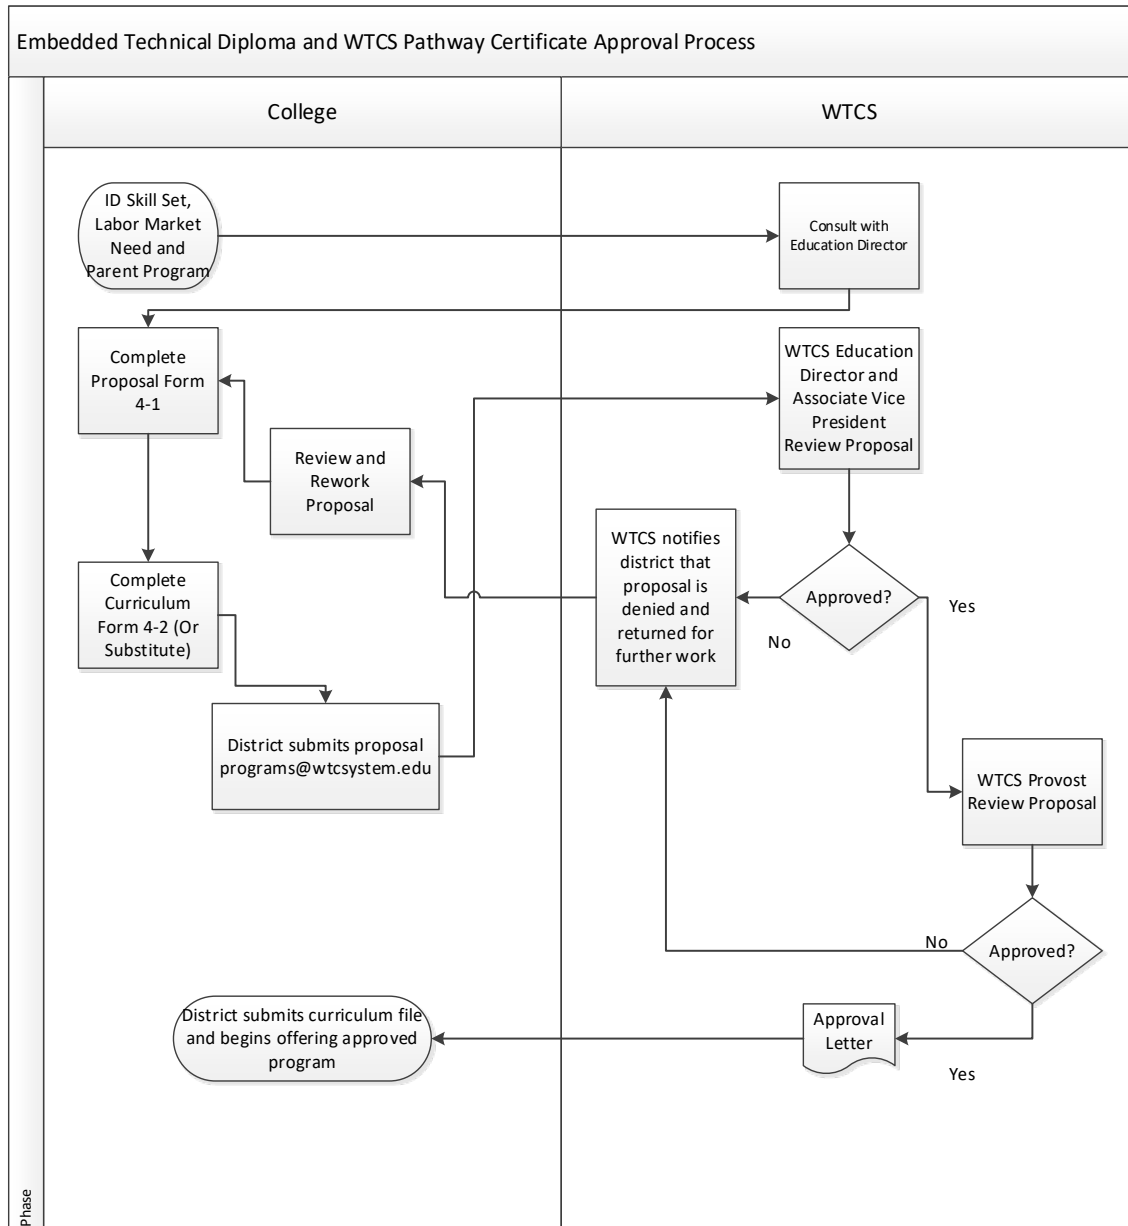 Embedded Technical Diploma and WTCS Pathway Certificate Approval Process
College
WTCS
ID Skill Set,
Labor Market
Need and
Parent Program
Consult with
Education Director
Complete
Proposal Form
4-1
WTCS Education
Director and
Associate Vice
President
Review Proposal
Review and
Rework
Proposal
WTCS notifies
district that
proposal is
denied and
returned for
further work
Approved?
Yes
No
Complete
Curriculum
Form 4-2 (Or
Substitute)
District submits proposal
programs@wtcsystem.edu
WTCS Provost
Review Proposal
No
Approved?
District submits curriculum file
and begins offering approved
program
Approval
Letter
Yes
Phase